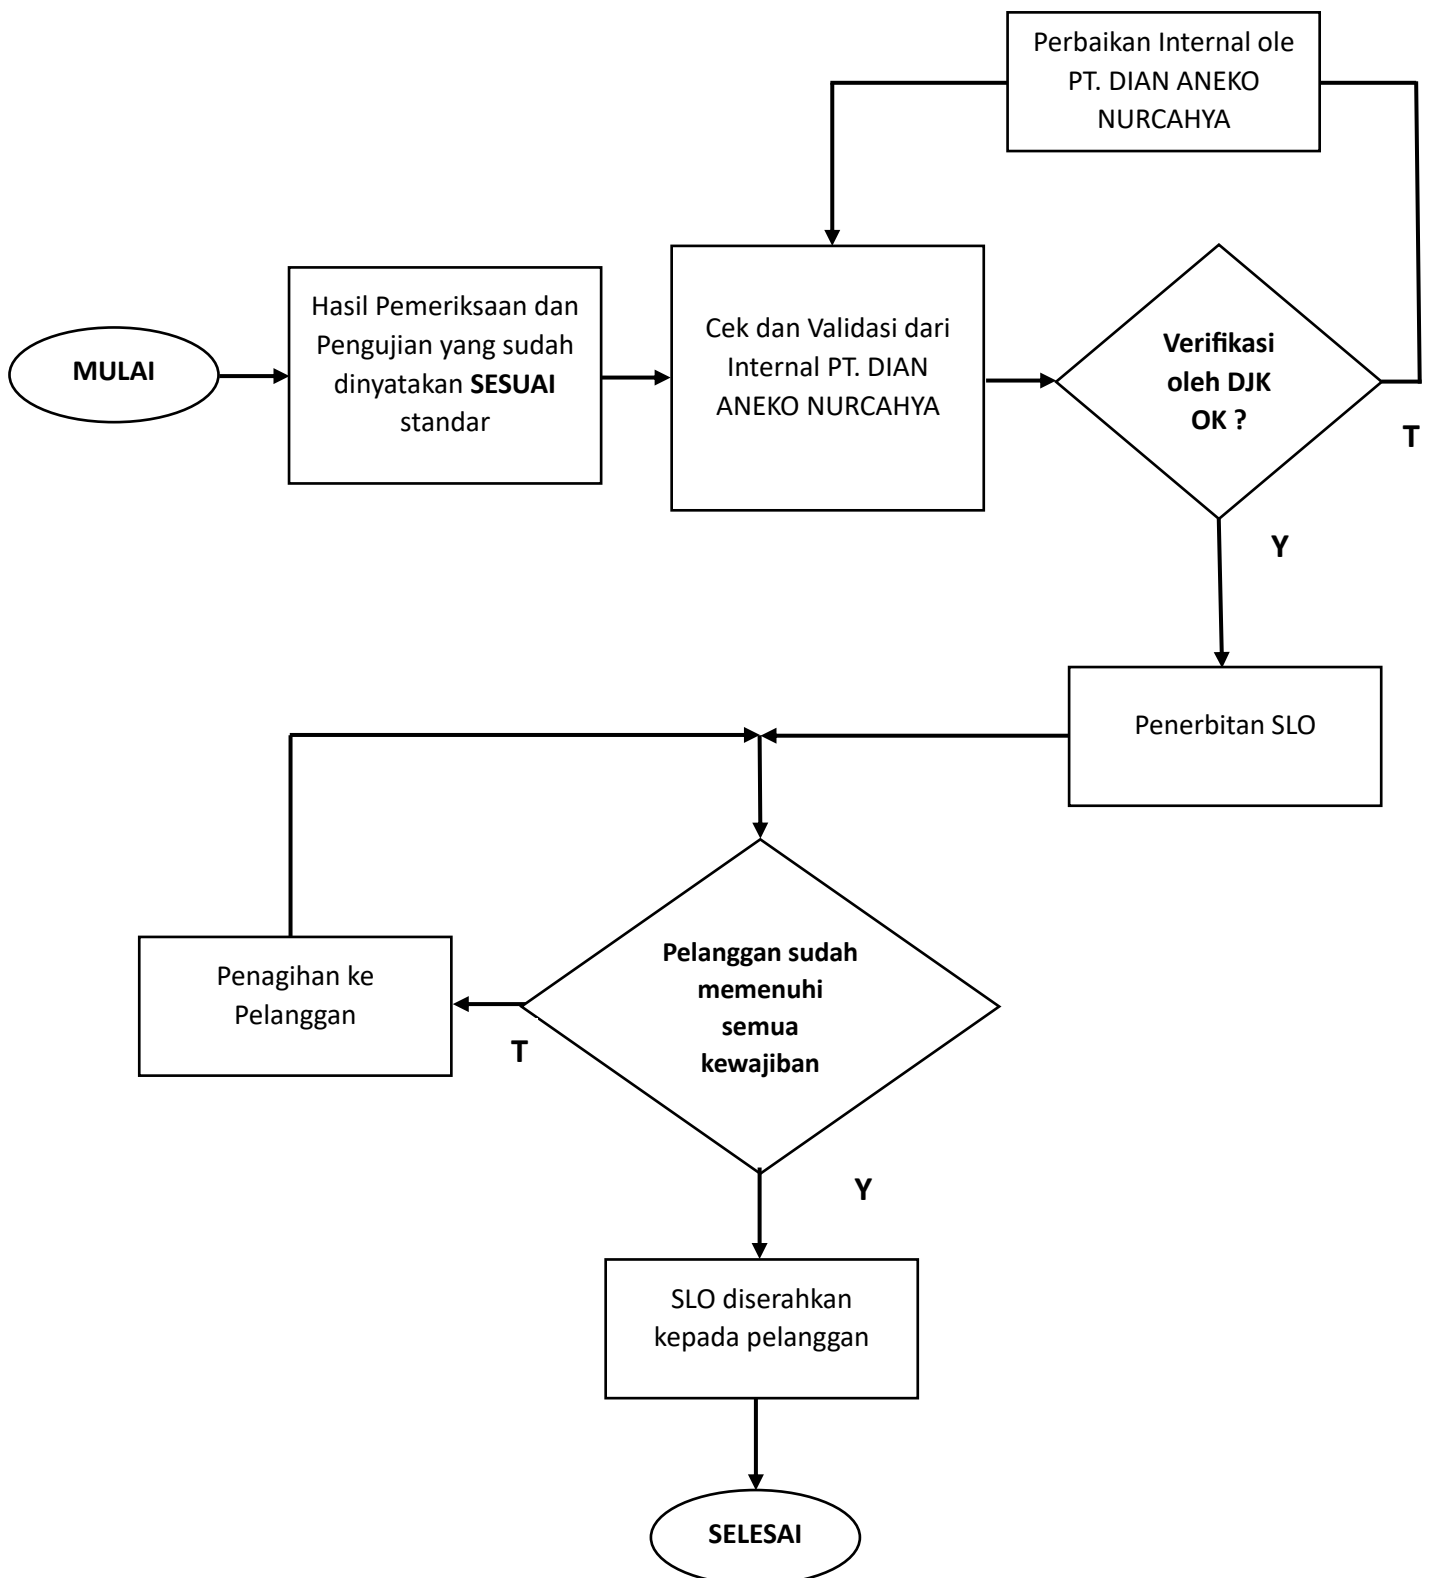 Perbaikan Internal ole
PT. DIAN ANEKO
NURCAHYA
MULAI
Hasil Pemeriksaan dan
Pengujian yang sudah
dinyatakan SESUAI
standar
Cek dan Validasi dari
Internal PT. DIAN
ANEKO NURCAHYA
Verifikasi
oleh DJK
OK ?
T
Y
Penerbitan SLO
Pelanggan sudah
memenuhi
semua
kewajiban
Penagihan ke
Pelanggan
T
Y
SLO diserahkan
kepada pelanggan
SELESAI